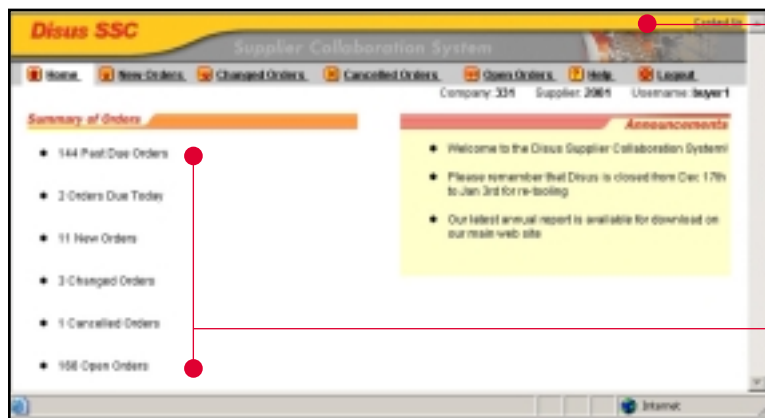 Contact Us
Disus SSC
Supplier Collaboration System
Home New Orders Changed Orders Cancelled Orders Open Orders Help Logout
Company: 331 Supplier: 2001 Username: buyer1
Summary of Orders
Announcements
144 Past Due Orders
2 Orders Due Today
11 New Orders
3 Changed Orders
1 Cancelled Orders
Open Orders
Welcome to the Disus Supplier Collaboration System!
Please remember that Disus is closed from Dec 17th
to Jan 3rd for re-tooling
Our latest annual report is available for download on
our main web site
Internet